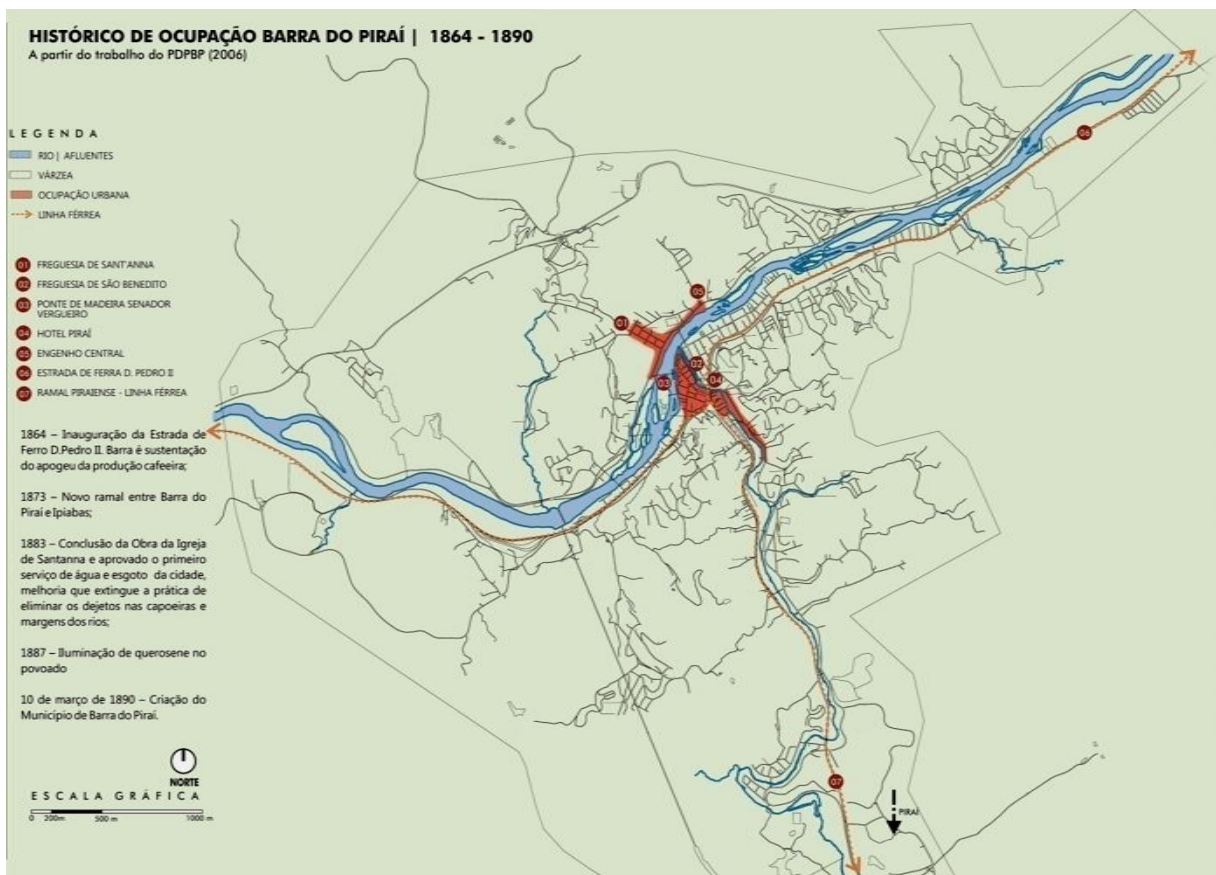 HISTÓRICO DE OCUPAÇÃO BARRA DO PIRAÍ | 1864 - 1890
A partir do trabalho do PDPBP (2006)
LEGENDA
RIO | AFLUENTES
VÁRZEA
OCUPAÇÃO URBANA
LINHA FÉRREA
01 FREGUESIA DE SANT'ANNA
02 FREGUESIA DE SÃO BENEDITO
03 PONTE DE MADEIRA SENADOR
VERGUEIRO
04 HOTEL PIRAÍ
05 ENGENHO CENTRAL
06 ESTRADA DE FERRA D. PEDRO II
07 RAMAL PIRAIENSE - LINHA FÉRREA
1864 – Inauguração da Estrada de
Ferro D.Pedro II. Barra é sustentação
do apogeu da produção cafeeira;
1873 – Novo ramal entre Barra do
Piraí e Ipiabas;
1883 – Conclusão da Obra da Igreja
de Santanna e aprovado o primeiro
serviço de água e esgoto da cidade,
melhoria que extingue a prática de
eliminar os dejetos nas capoeiras e
margens dos rios;
1887 – Iluminação de querosene no
povoado
10 de março de 1890 – Criação do
Município de Barra do Piraí.
NORTE
ESCALA GRÁFICA
0 200m 500 m 1000 m
06
05
01
02
03
04
07
PIRAI